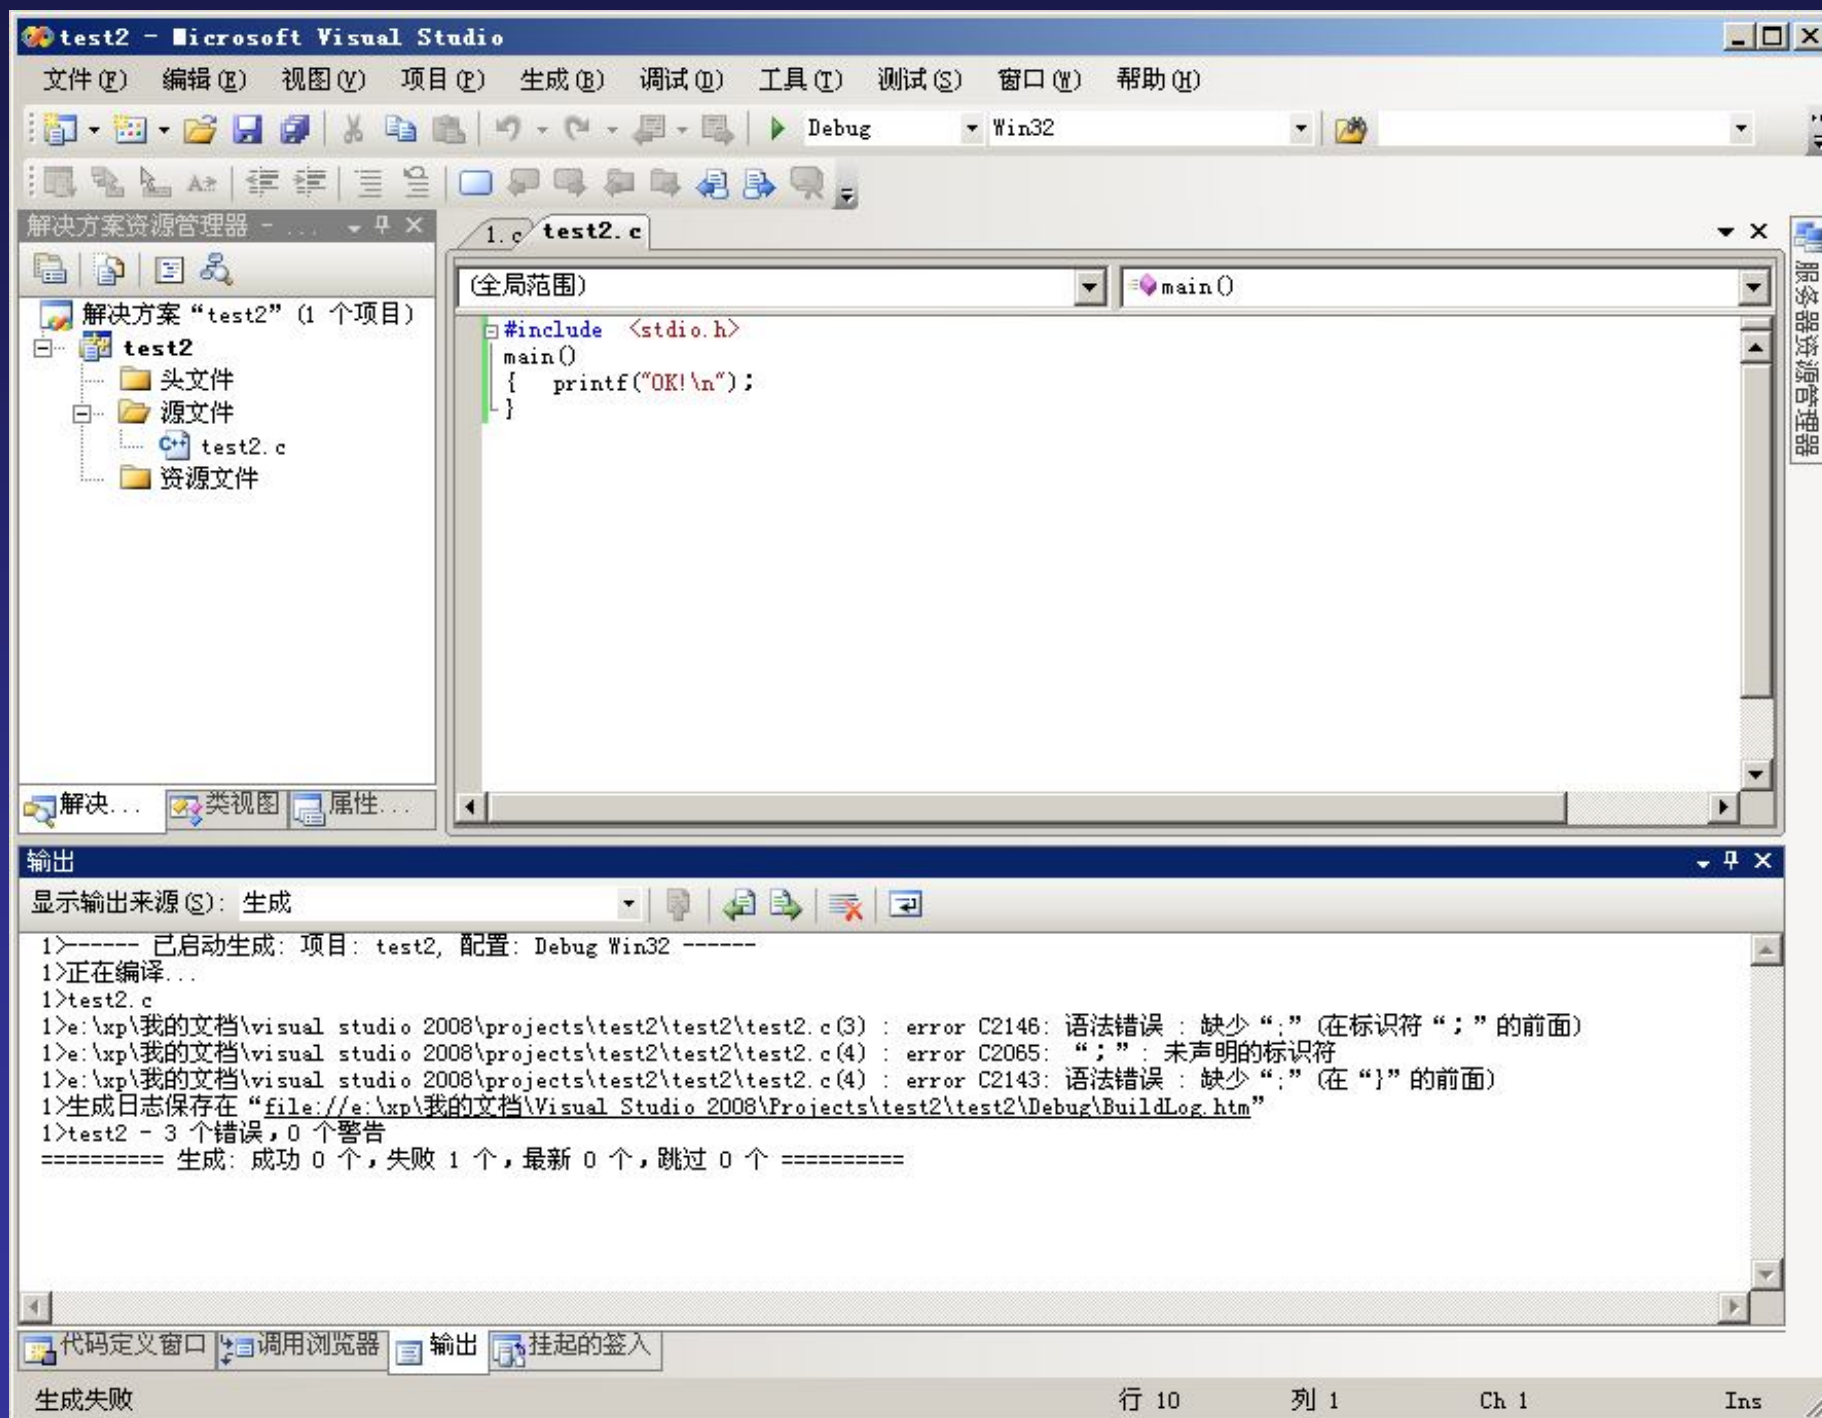 test2 - Microsoft Visual Studio
文件(F) 编辑(E) 视图(V) 项目(P) 生成(B) 调试(D) 工具(T) 测试(S) 窗口(W) 帮助(H)
Debug Win32
解决方案资源管理器 - ...
解决方案“test2”(1 个项目)
test2
头文件
源文件
test2.c
资源文件
解决... 类视图 属性...
1.c test2.c
(全局范围) main()
#include <stdio.h>
main()
{ printf("OK!\n")；
}
服务器资源管理器
输出
显示输出来源(S): 生成
1>------ 已启动生成: 项目: test2, 配置: Debug Win32 ------
1>正在编译...
1>test2.c
1>e:\xp\我的文档\visual studio 2008\projects\test2\test2\test2.c(3) : error C2146: 语法错误 : 缺少“;”(在标识符“；”的前面)
1>e:\xp\我的文档\visual studio 2008\projects\test2\test2\test2.c(4) : error C2065: “；”: 未声明的标识符
1>e:\xp\我的文档\visual studio 2008\projects\test2\test2\test2.c(4) : error C2143: 语法错误 : 缺少“;”(在“}”的前面)
1>生成日志保存在“file://e:\xp\我的文档\Visual Studio 2008\Projects\test2\test2\Debug\BuildLog.htm”
1>test2 - 3 个错误，0 个警告
========== 生成: 成功 0 个，失败 1 个，最新 0 个，跳过 0 个 ==========
代码定义窗口 调用浏览器 输出 挂起的签入
生成失败 行 10 列 1 Ch 1 Ins